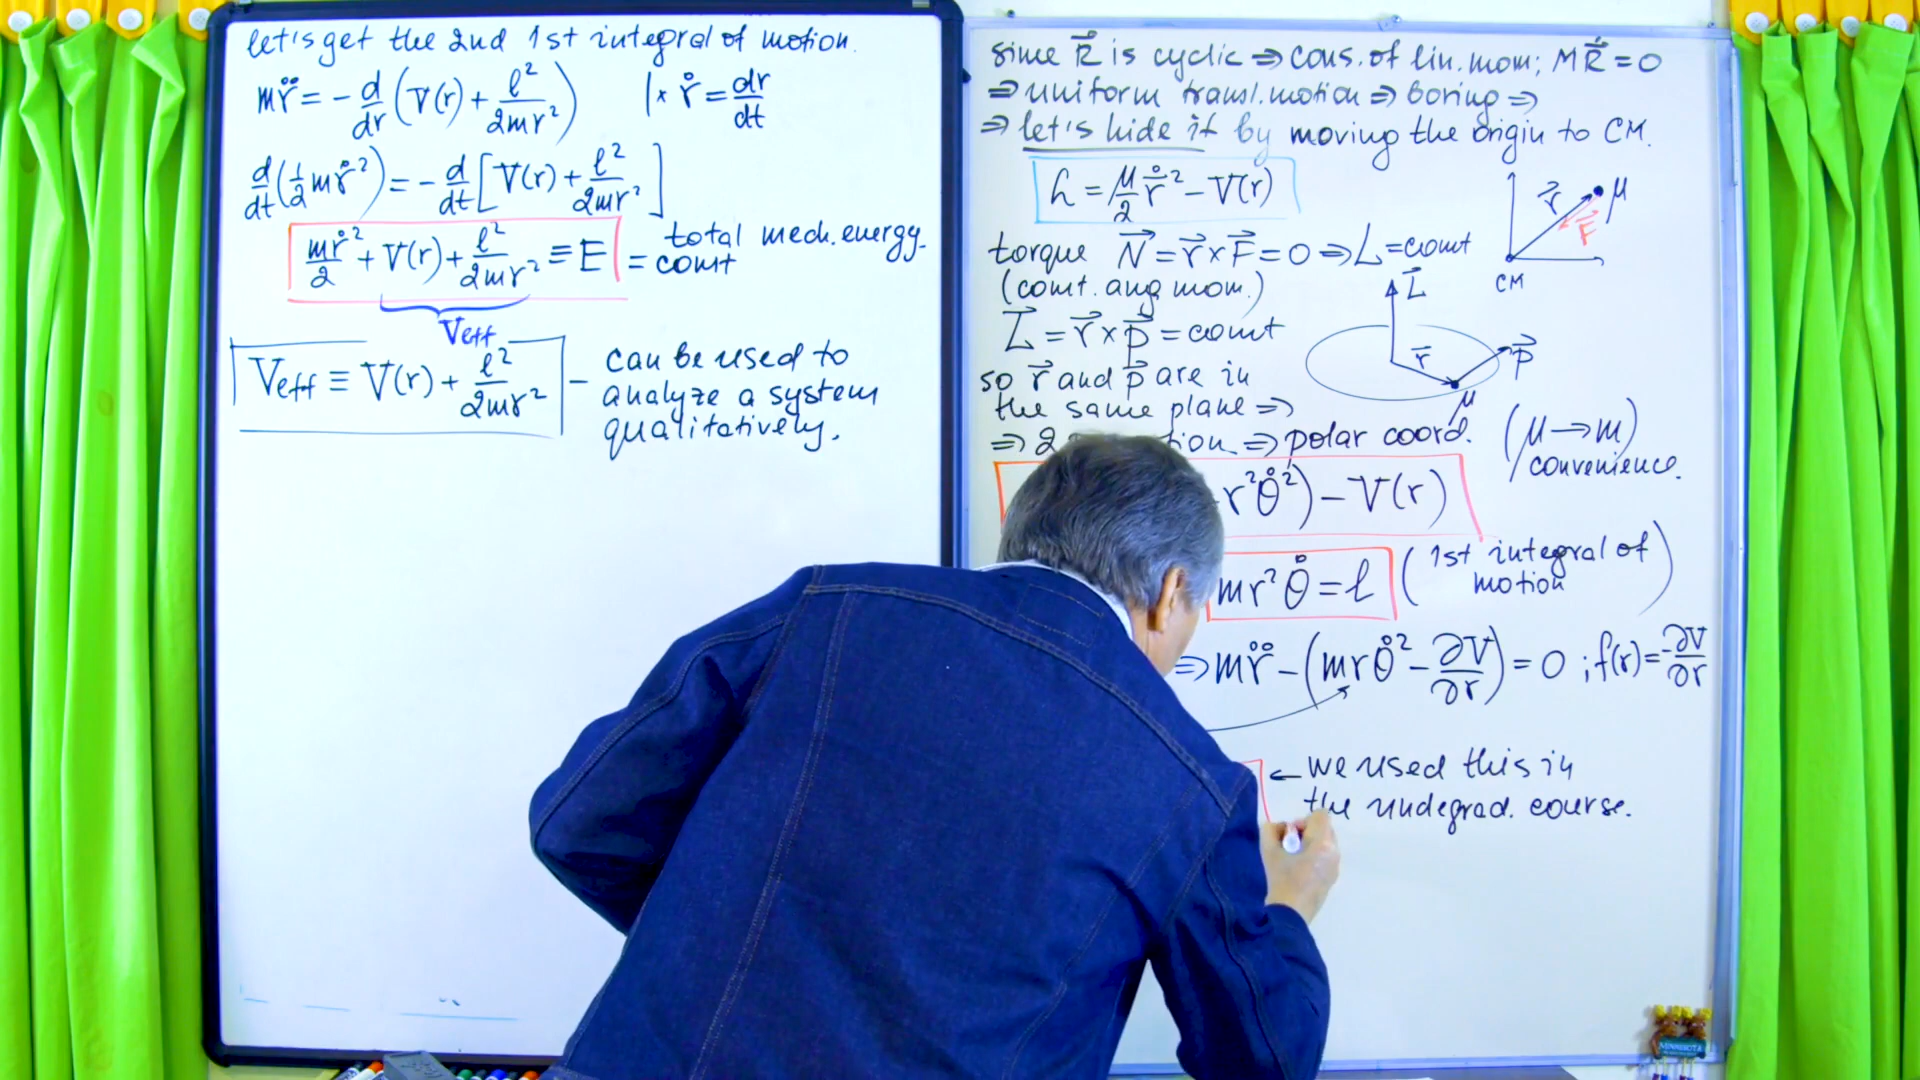 let's get the 2nd 1st integral of motion.
mr̈ = - d/dr (V(r) + l²/2mr²) |× ṙ = dr/dt
d/dt (1/2 mṙ²) = - d/dt [V(r) + l²/2mr²]
mṙ²/2 + V(r) + l²/2mr² ≡ E = total mech. energy.
const
Veff
Veff ≡ V(r) + l²/2mr² - can be used to
analyze a system
qualitatively.
since R⃗ is cyclic ⇒ cons. of lin. mom; MR̈⃗ = 0
⇒ uniform transl. motion ⇒ boring ⇒
⇒ let's hide it by moving the origin to CM.
L = μ/2 ṙ⃗² - V(r)
r⃗ μ
F⃗
CM
torque N⃗ = r⃗ × F⃗ = 0 ⇒ L = const
(const. ang mom.)
L⃗ = r⃗ × p⃗ = const
L⃗
r⃗ p⃗
μ
so r⃗ and p⃗ are in
the same plane ⇒
⇒ 2 ⇒ polar coord.
(μ → m)
convenience.
r²θ̇²) - V(r)
mr²θ̇ = l (1st integral of
motion)
⇒ mr̈ - (mrθ̇² - ∂V/∂r) = 0 ; f(r) = -∂V/∂r
← we used this in
the undegrad. course.
MINNESOTA